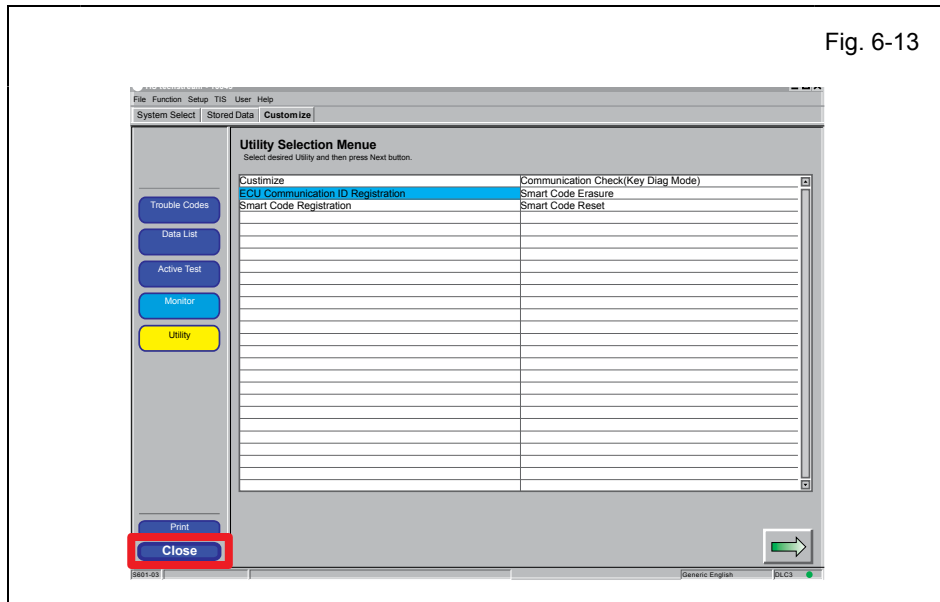 Fig. 6-13
File Function Setup TIS User Help
System Select Stored Data Customize
Utility Selection Menue
Select desired Utility and then press Next button.
Custimize Communication Check(Key Diag Mode)
ECU Communication ID Registration Smart Code Erasure
Smart Code Registration Smart Code Reset
Trouble Codes
Data List
Active Test
Monitor
Utility
Print
Close
S601-03 Generic English DLC3